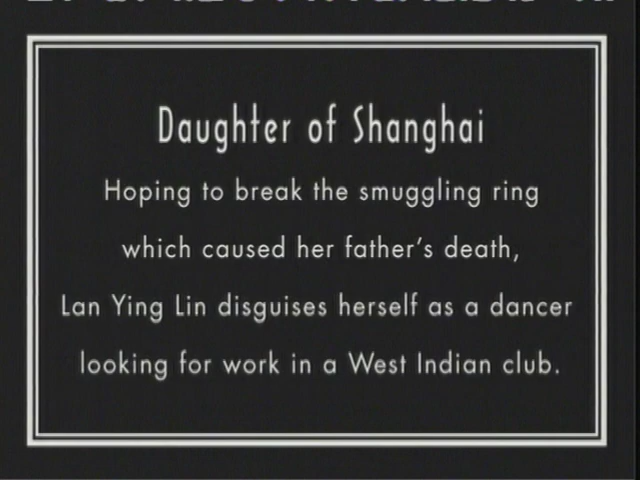 Daughter of Shanghai
Hoping to break the smuggling ring
which caused her father's death,
Lan Ying Lin disguises herself as a dancer
looking for work in a West Indian club.